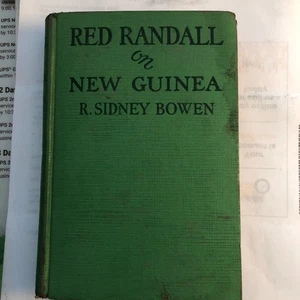 RED RANDALL
on
NEW GUINEA
R. SIDNEY BOWEN